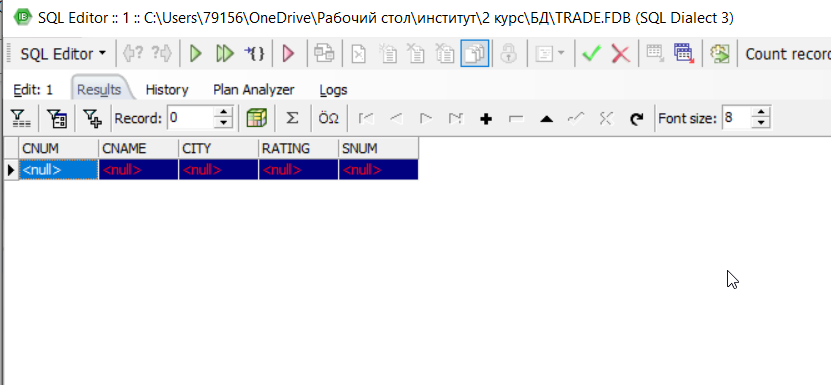 SQL Editor :: 1 :: C:\Users\79156\OneDrive\Рабочий стол\институт\2 курс\БД\TRADE.FDB (SQL Dialect 3)
SQL Editor Count recor
Edit: 1 Results History Plan Analyzer Logs
Record: 0 Σ ÖΩ Font size: 8
CNUM CNAME CITY RATING SNUM
<null> <null> <null> <null> <null>